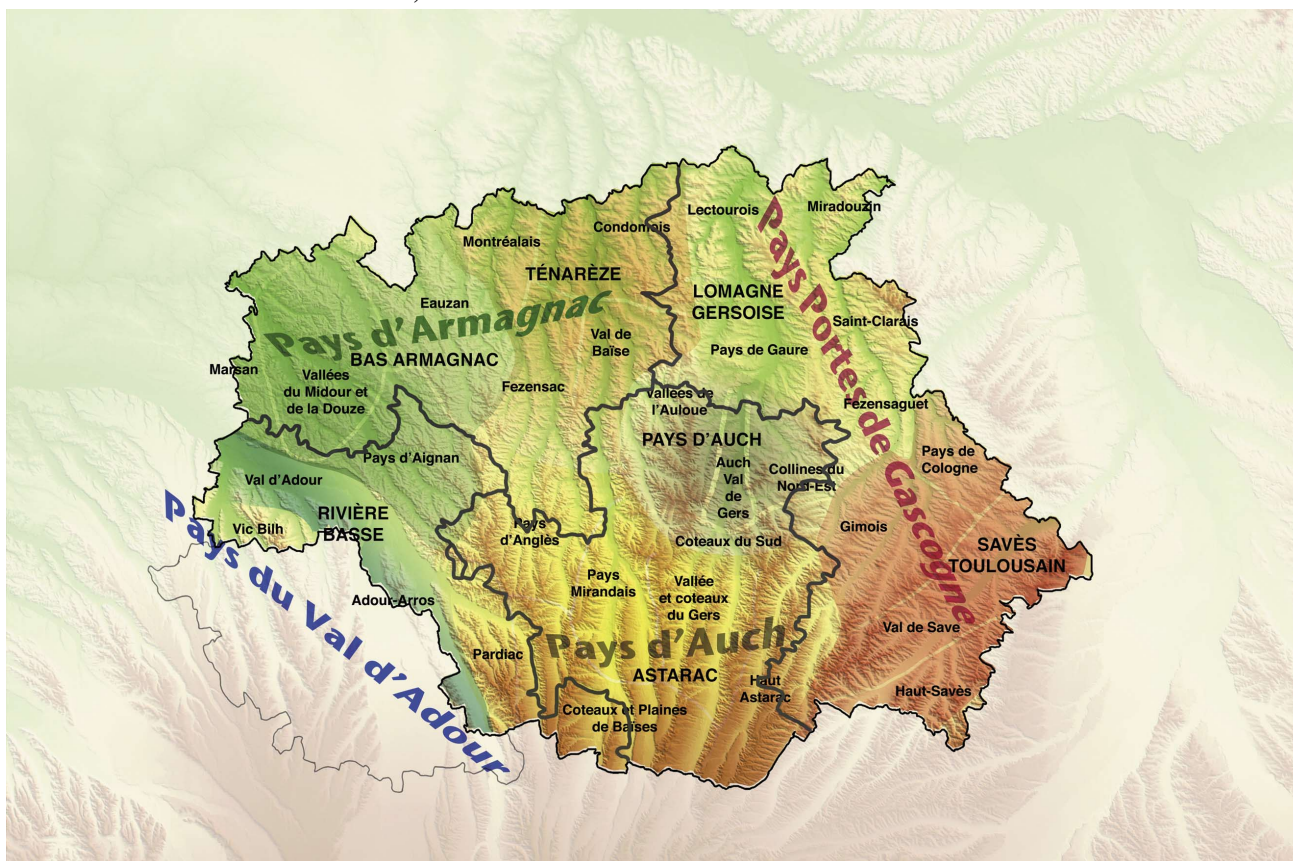 Lectourois
Miradouzin
Condomais
Montréalais
TÉNARÈZE
LOMAGNE
GERSOISE
Pays Portes de Gascogne
Eauzan
Saint-Clarais
Pays d'Armagnac
Val de
Baïse
Pays de Gaure
BAS ARMAGNAC
Marsan
Vallées
du Midour et
de la Douze
Fezensac
Vallées de
l'Auloue
Fezensaguet
PAYS D'AUCH
Pays de
Cologne
Pays d'Aignan
Auch
Val
de
Gers
Collines du
Nord-Est
Val d'Adour
RIVIÈRE
BASSE
Vic Bilh
Pays
d'Anglès
Gimois
Coteaux du Sud
SAVÈS
TOULOUSAIN
Pays du Val d'Adour
Pays
Mirandais
Vallée
et coteaux
du Gers
Adour-Arros
Val de Save
Pardiac
Pays d'Auch
ASTARAC
Haut
Astarac
Haut-Savès
Coteaux et Plaines
de Baïses